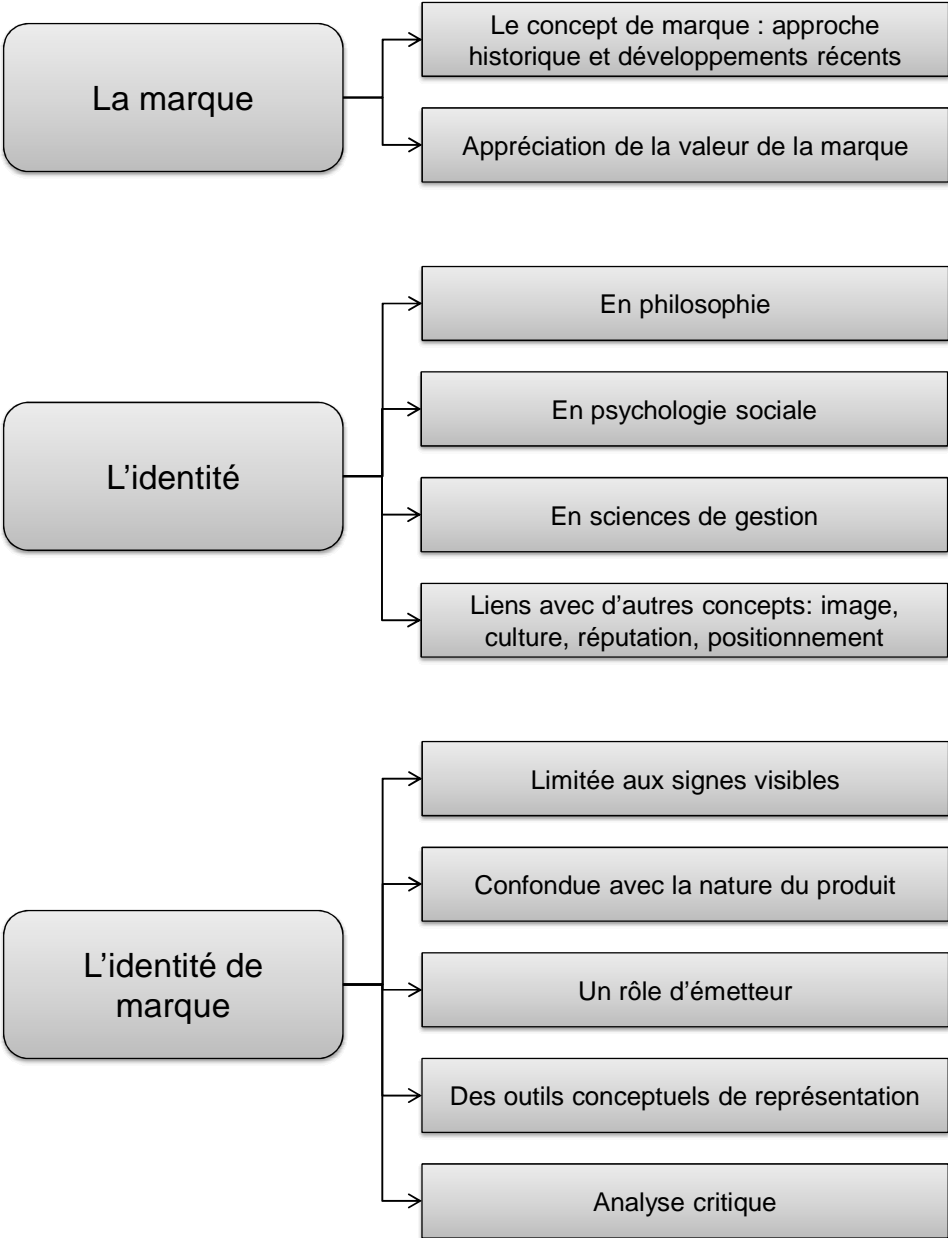 La marque
Le concept de marque : approche
historique et développements récents
Appréciation de la valeur de la marque
L’identité
En philosophie
En psychologie sociale
En sciences de gestion
Liens avec d’autres concepts: image,
culture, réputation, positionnement
L’identité de
marque
Limitée aux signes visibles
Confondue avec la nature du produit
Un rôle d’émetteur
Des outils conceptuels de représentation
Analyse critique